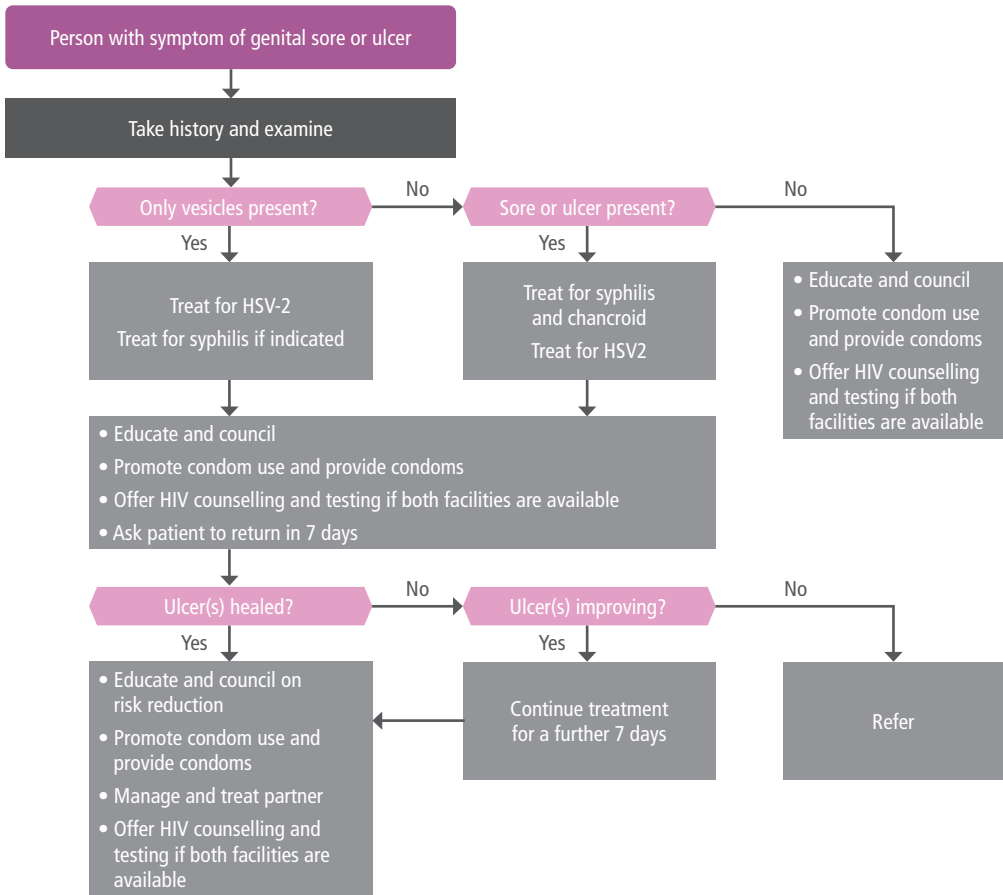 Person with symptom of genital sore or ulcer
Take history and examine
Only vesicles present?
No
Sore or ulcer present?
No
Yes
Yes
Treat for HSV-2
Treat for syphilis if indicated
Treat for syphilis
and chancroid
Treat for HSV2
• Educate and council
• Promote condom use
and provide condoms
• Offer HIV counselling
and testing if both
facilities are available
• Educate and council
• Promote condom use and provide condoms
• Offer HIV counselling and testing if both facilities are available
• Ask patient to return in 7 days
Ulcer(s) healed?
No
Ulcer(s) improving?
No
Yes
Yes
• Educate and council on
risk reduction
• Promote condom use and
provide condoms
• Manage and treat partner
• Offer HIV counselling and
testing if both facilities are
available
Continue treatment
for a further 7 days
Refer